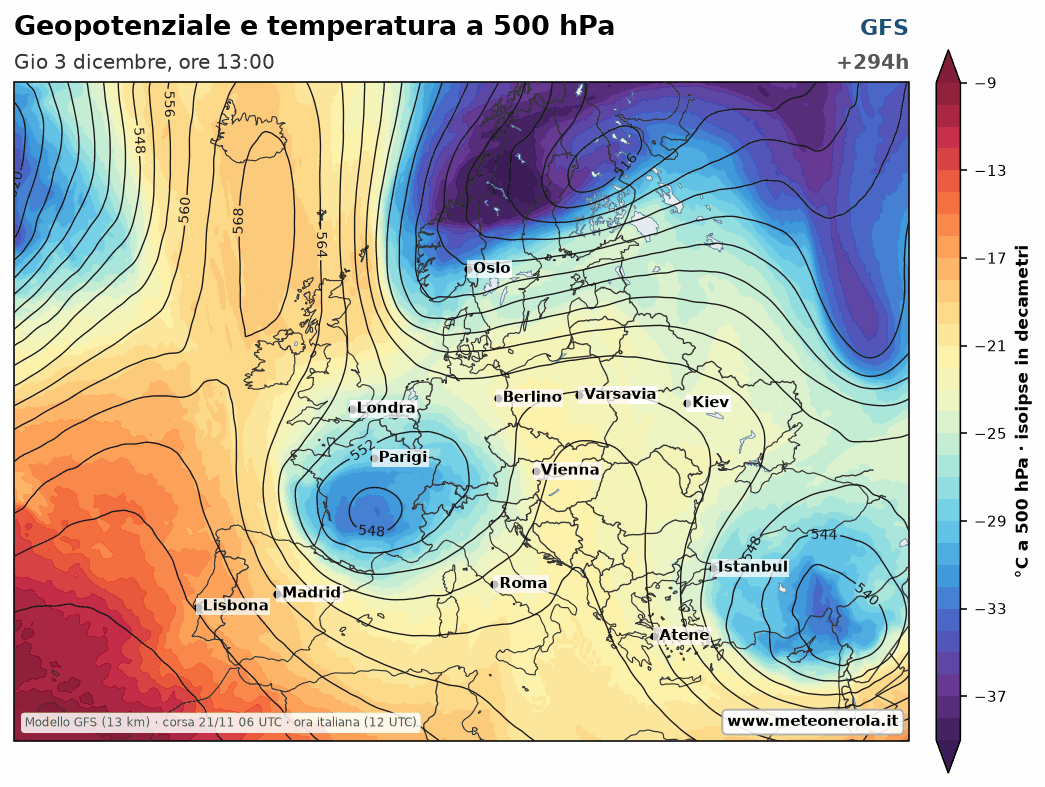 Geopotenziale e temperatura a 500 hPa
GFS
Gio 3 dicembre, ore 13:00
+294h
556
548
560
568
564
516
Oslo
Berlino
Varsavia
Kiev
Londra
552
Parigi
Vienna
548
544
548
Istanbul
540
Roma
Madrid
Lisbona
Atene
Modello GFS (13 km) · corsa 21/11 06 UTC · ora italiana (12 UTC)
www.meteonerola.it
−9
−13
−17
−21
−25
−29
−33
−37
°C a 500 hPa · isoipse in decametri